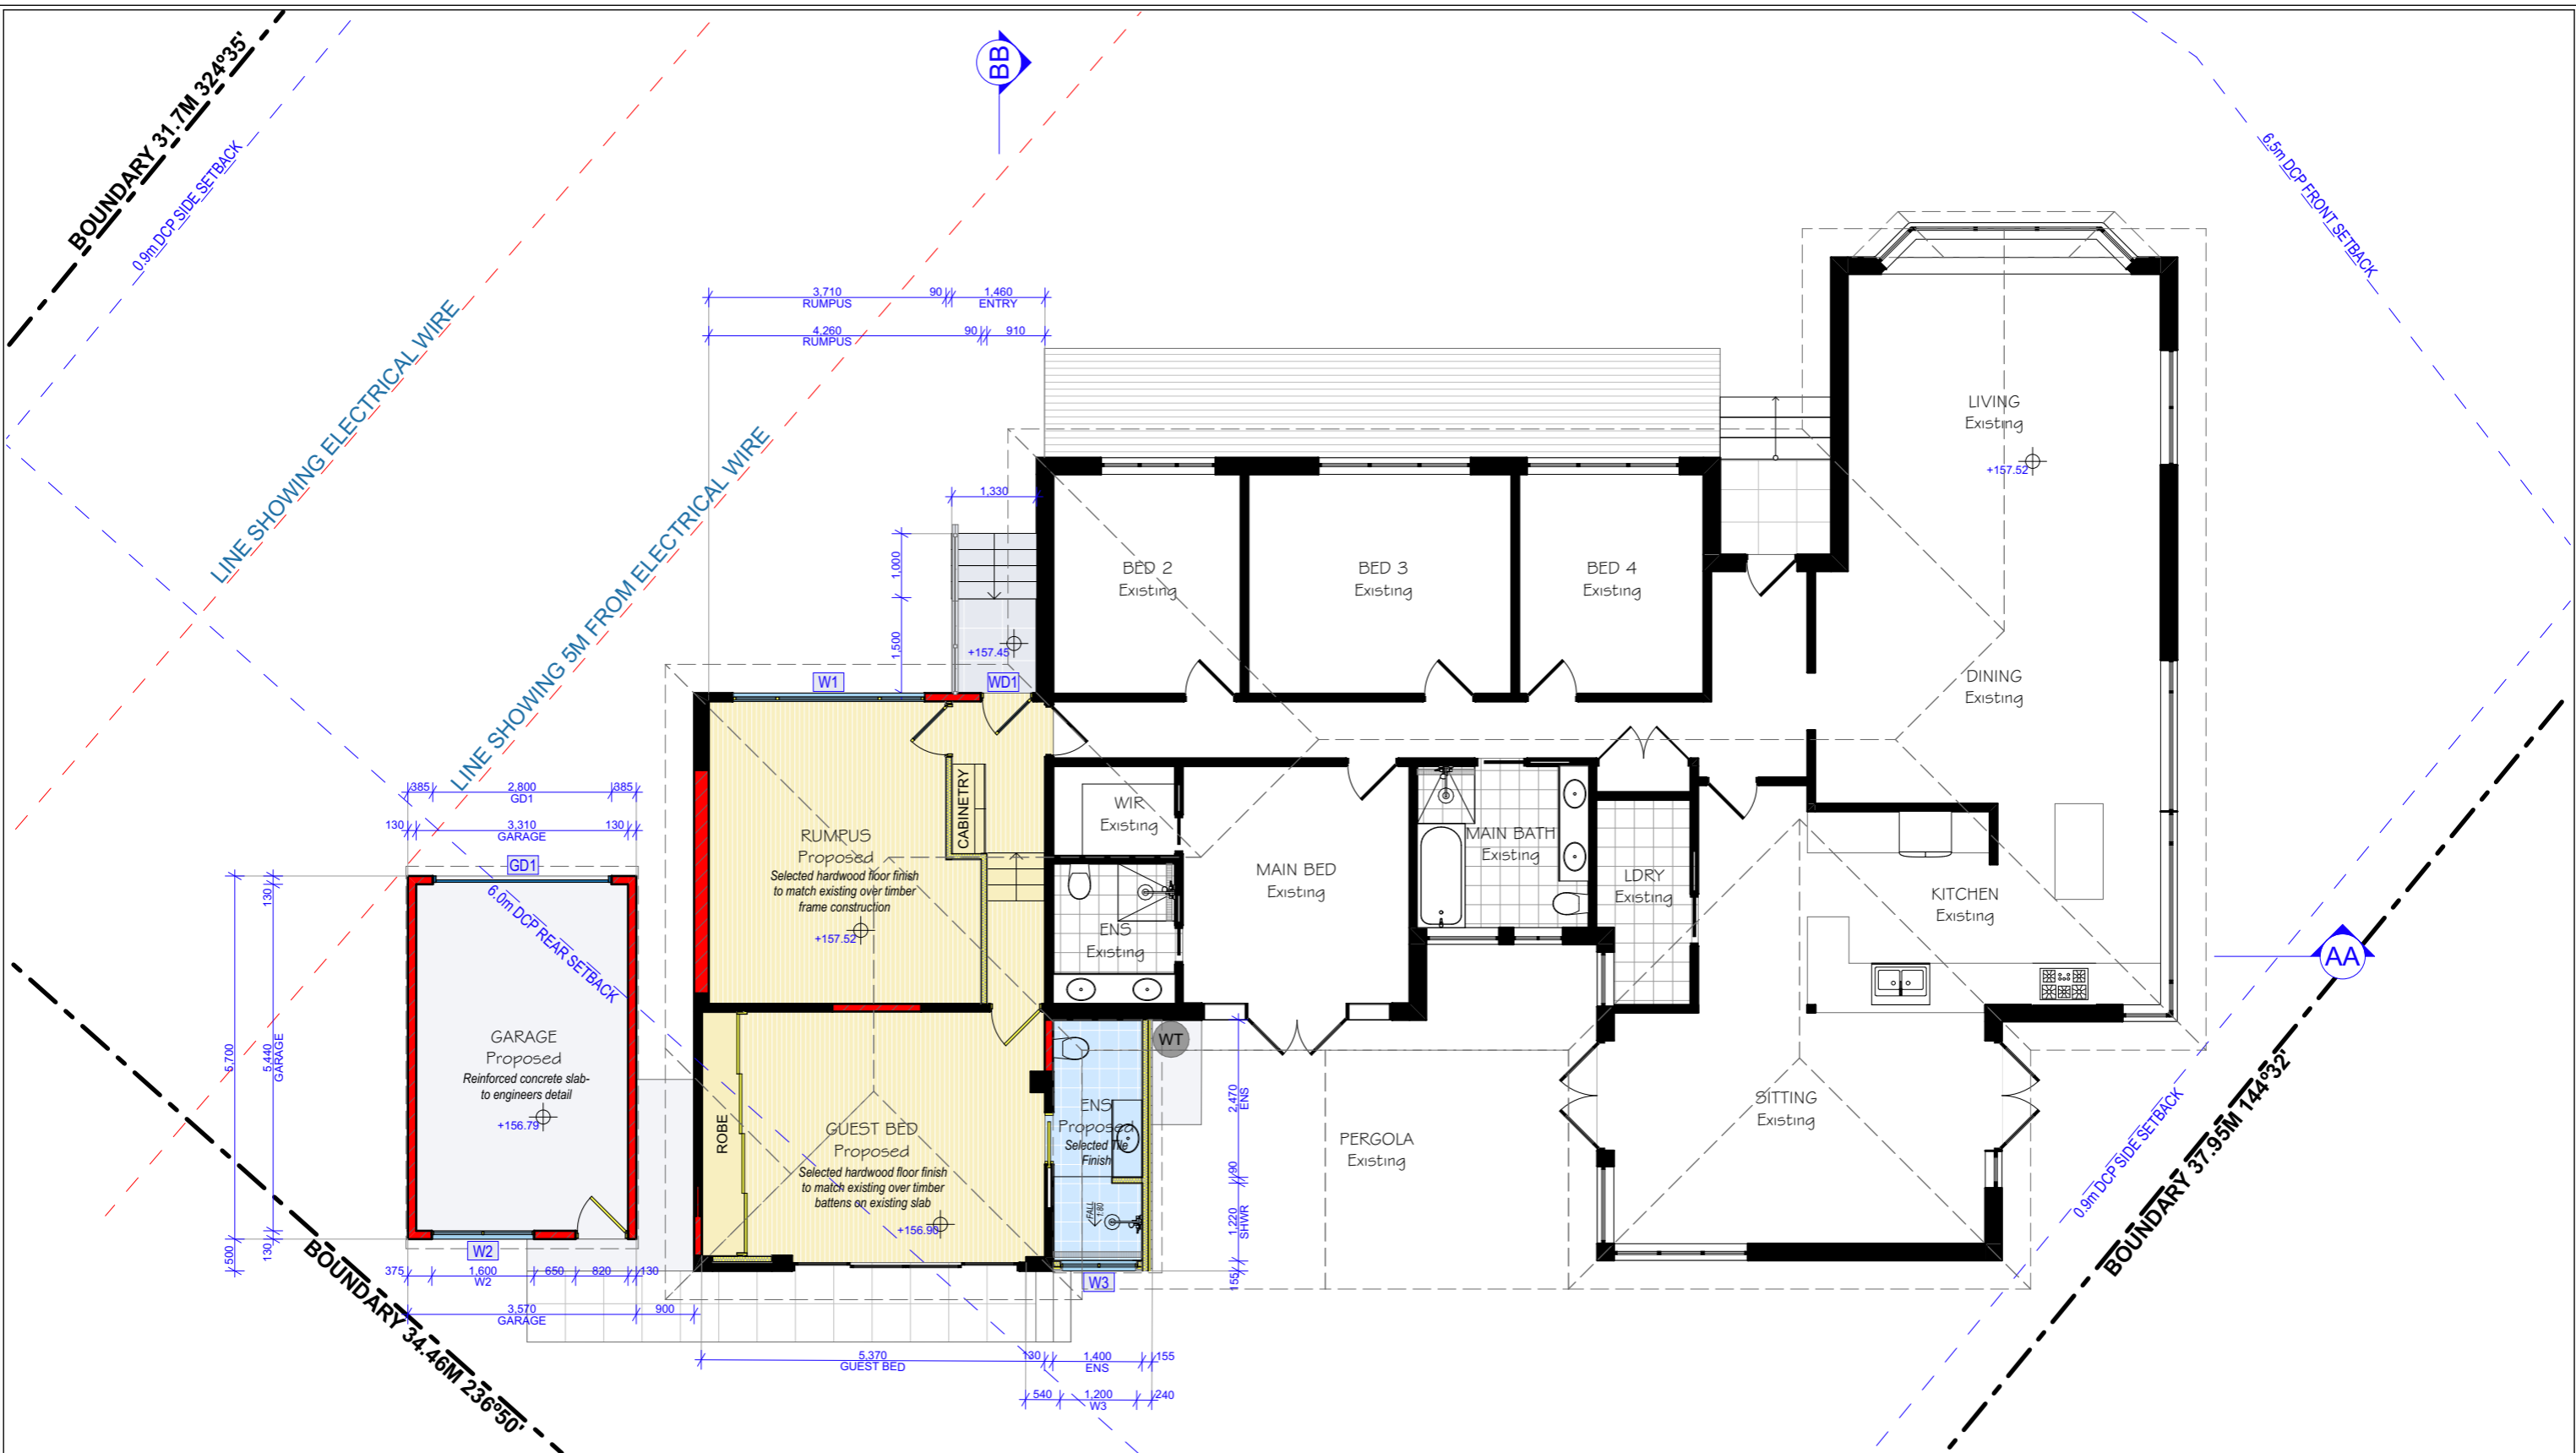 BOUNDARY 31.7M 324°35'
0.9m DCP SIDE SETBACK
BB
6.5m DCP FRONT SETBACK
LINE SHOWING ELECTRICAL WIRE
LINE SHOWING 5M FROM ELECTRICAL WIRE
3,710
RUMPUS
90
1,460
ENTRY
4,260
RUMPUS
90
910
1,330
1,000
1,500
+157.45
W1
WD1
LIVING
Existing
+157.52
BED 2
Existing
BED 3
Existing
BED 4
Existing
DINING
Existing
385
2,800
GD1
385
130
3,310
GARAGE
130
GD1
6.0m DCP REAR SETBACK
RUMPUS
Proposed
Selected hardwood floor finish
to match existing over timber
frame construction
+157.52
CABINETRY
WIR
Existing
ENS
Existing
MAIN BED
Existing
MAIN BATH
Existing
LDRY
Existing
KITCHEN
Existing
AA
5,700
130
5,440
GARAGE
130
500
GARAGE
Proposed
Reinforced concrete slab-
to engineers detail
+156.79
W2
375
1,600
W2
650
820
130
3,570
GARAGE
900
ROBE
GUEST BED
Proposed
Selected hardwood floor finish
to match existing over timber
battens on existing slab
+156.90
ENS
Proposed
Selected Tile
Finish
FALL
1:80
WT
W3
2,470
ENS
90
1,220
SHWR
155
PERGOLA
Existing
SITTING
Existing
5,370
GUEST BED
130
1,400
ENS
155
540
1,200
W3
240
0.9m DCP SIDE SETBACK
BOUNDARY 37.95M 144°32'
BOUNDARY 34.46M 236°50'